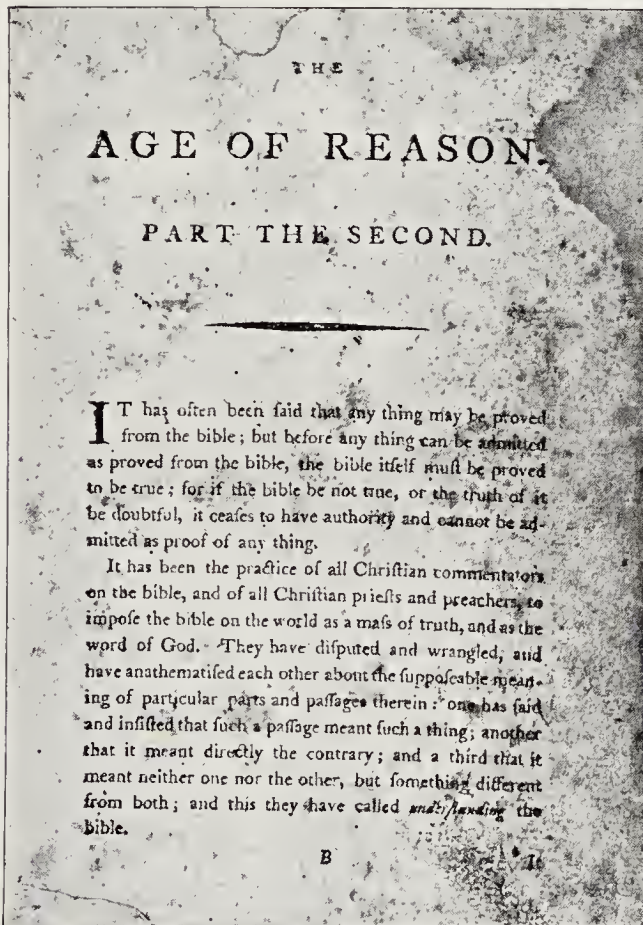 THE
AGE OF REASON.
PART THE SECOND.
IT has often been ſaid that any thing may be proved
from the bible; but before any thing can be admitted
as proved from the bible, the bible itſelf muſt be proved
to be true; for if the bible be not true, or the truth of it
be doubtful, it ceaſes to have authority and cannot be ad-
mitted as proof of any thing.
It has been the practice of all Chriſtian commentators
on the bible, and of all Chriſtian prieſts and preachers, to
impoſe the bible on the world as a maſs of truth, and as the
word of God. They have diſputed and wrangled, and
have anathematiſed each other about the ſuppoſeable mean-
ing of particular parts and paſſages therein: one has ſaid
and inſiſted that ſuch a paſſage meant ſuch a thing; another
that it meant directly the contrary; and a third that it
meant neither one nor the other, but ſomething different
from both; and this they have called underſtanding the
bible.
B It